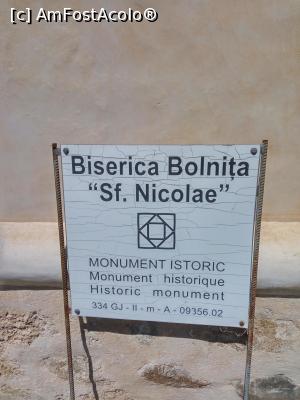 [c] AmFostAcolo®
Biserica Bolnița
“Sf. Nicolae”
MONUMENT ISTORIC
Monument historique
Historic monument
334 GJ - II - m - A - 09356.02